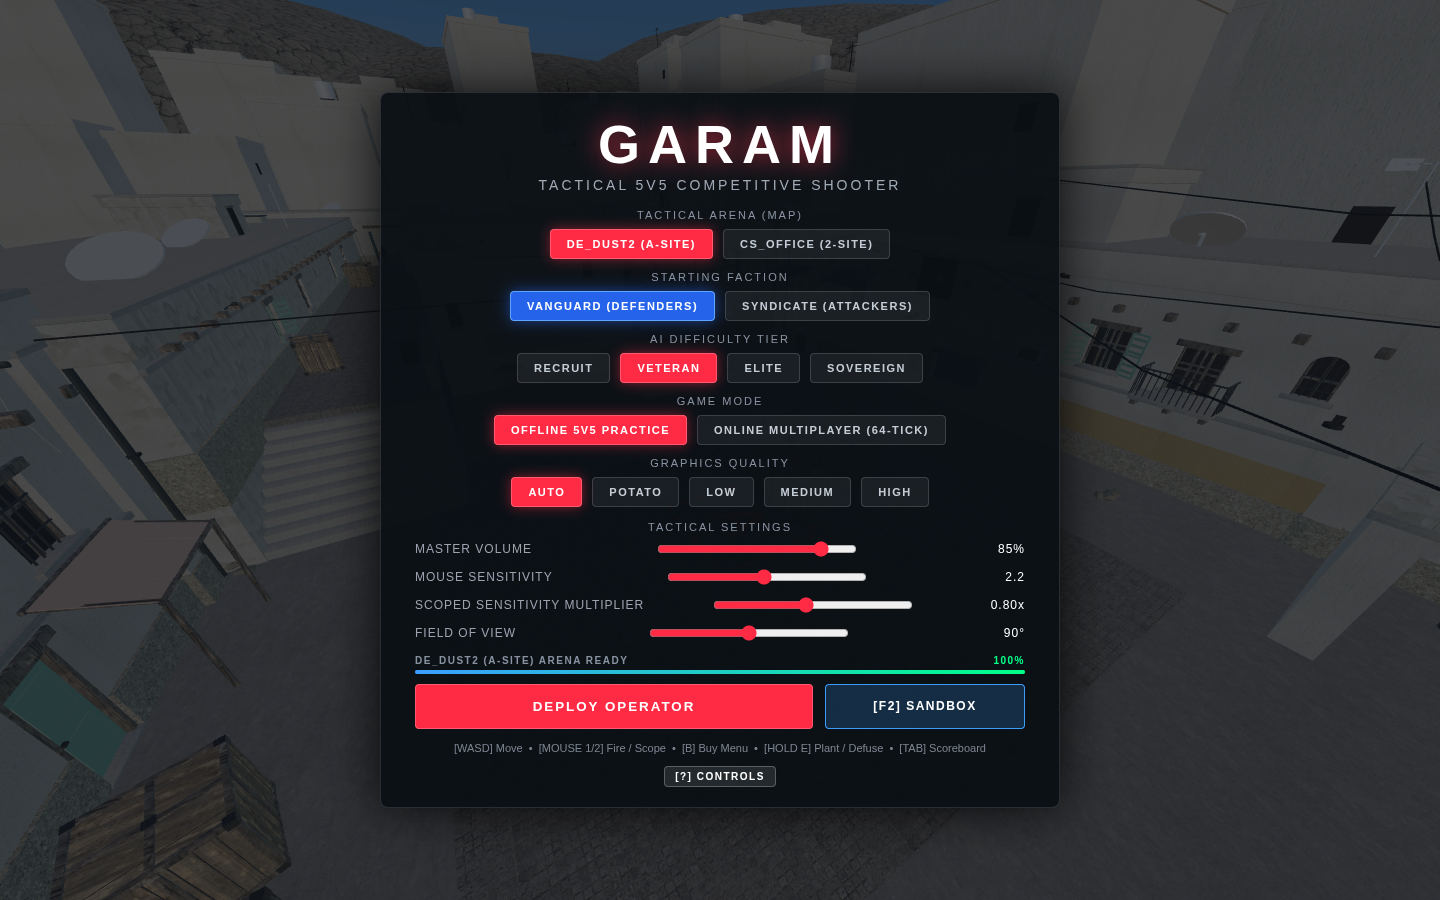 GARAM
TACTICAL 5V5 COMPETITIVE SHOOTER
TACTICAL ARENA (MAP)
DE_DUST2 (A-SITE) CS_OFFICE (2-SITE)
STARTING FACTION
VANGUARD (DEFENDERS) SYNDICATE (ATTACKERS)
AI DIFFICULTY TIER
RECRUIT VETERAN ELITE SOVEREIGN
GAME MODE
OFFLINE 5V5 PRACTICE ONLINE MULTIPLAYER (64-TICK)
GRAPHICS QUALITY
AUTO POTATO LOW MEDIUM HIGH
TACTICAL SETTINGS
MASTER VOLUME 85%
MOUSE SENSITIVITY 2.2
SCOPED SENSITIVITY MULTIPLIER 0.80x
FIELD OF VIEW 90°
DE_DUST2 (A-SITE) ARENA READY 100%
DEPLOY OPERATOR [F2] SANDBOX
[WASD] Move • [MOUSE 1/2] Fire / Scope • [B] Buy Menu • [HOLD E] Plant / Defuse • [TAB] Scoreboard
[?] CONTROLS